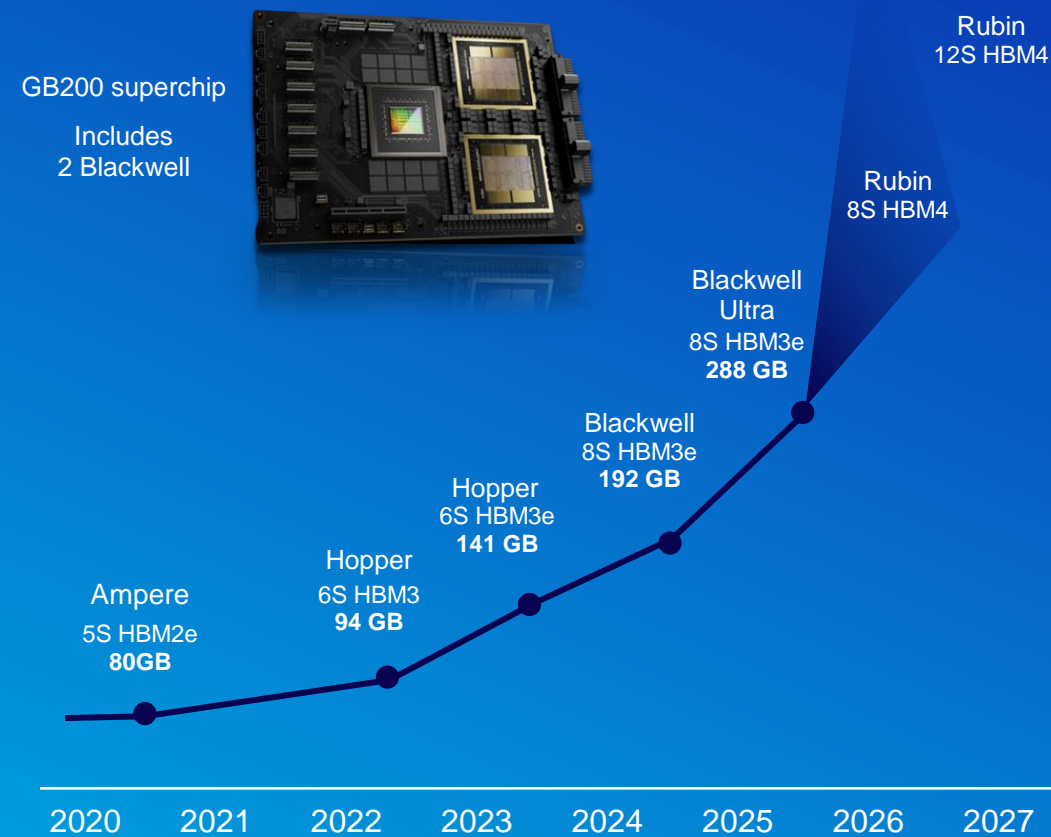 Rubin
12S HBM4
GB200 superchip
Includes
2 Blackwell
Rubin
8S HBM4
Blackwell
Ultra
8S HBM3e
288 GB
Blackwell
8S HBM3e
192 GB
Hopper
6S HBM3e
141 GB
Hopper
6S HBM3
94 GB
Ampere
5S HBM2e
80GB
2020 2021 2022 2023 2024 2025 2026 2027